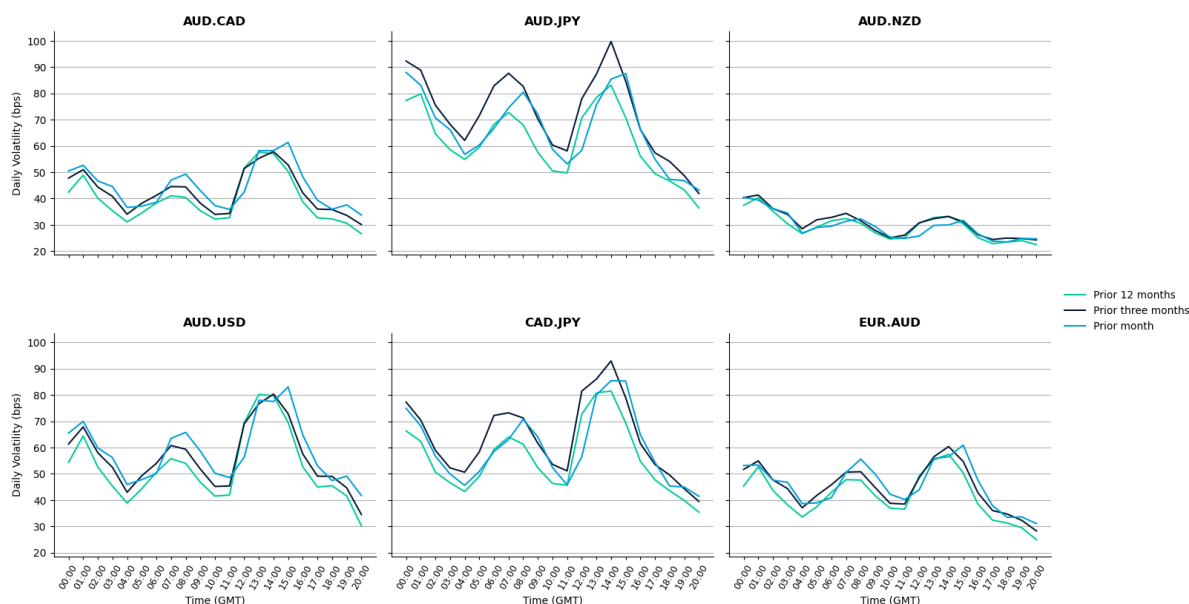 AUD.CAD AUD.JPY AUD.NZD
100
90
80
70
60
50
40
30
20
Daily Volatility (bps)
Prior 12 months
Prior three months
Prior month
AUD.USD CAD.JPY EUR.AUD
100
90
80
70
60
50
40
30
20
Daily Volatility (bps)
00:00 01:00 02:00 03:00 04:00 05:00 06:00 07:00 08:00 09:00 10:00 11:00 12:00 13:00 14:00 15:00 16:00 17:00 18:00 19:00 20:00 00:00 01:00 02:00 03:00 04:00 05:00 06:00 07:00 08:00 09:00 10:00 11:00 12:00 13:00 14:00 15:00 16:00 17:00 18:00 19:00 20:00 00:00 01:00 02:00 03:00 04:00 05:00 06:00 07:00 08:00 09:00 10:00 11:00 12:00 13:00 14:00 15:00 16:00 17:00 18:00 19:00 20:00
Time (GMT) Time (GMT) Time (GMT)